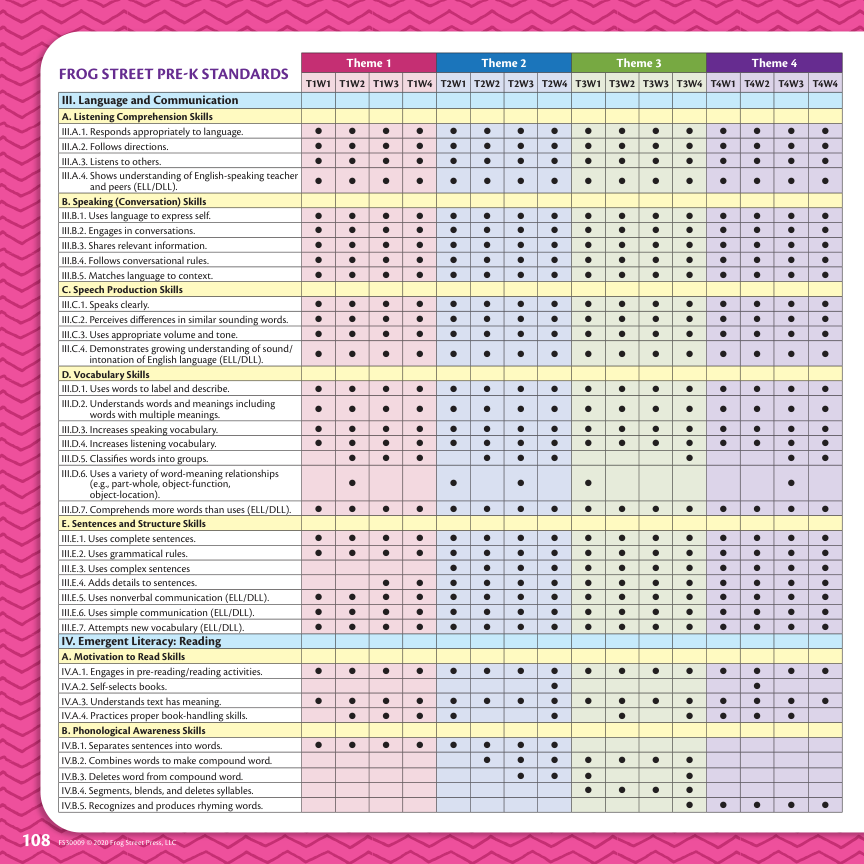 Theme 1 Theme 2 Theme 3 Theme 4
FROG STREET PRE-K STANDARDS
T1W1 T1W2 T1W3 T1W4 T2W1 T2W2 T2W3 T2W4 T3W1 T3W2 T3W3 T3W4 T4W1 T4W2 T4W3 T4W4
III. Language and Communication
A. Listening Comprehension Skills
III.A.1. Responds appropriately to language.
III.A.2. Follows directions.
III.A.3. Listens to others.
III.A.4. Shows understanding of English-speaking teacher
and peers (ELL/DLL).
B. Speaking (Conversation) Skills
III.B.1. Uses language to express self.
III.B.2. Engages in conversations.
III.B.3. Shares relevant information.
III.B.4. Follows conversational rules.
III.B.5. Matches language to context.
C. Speech Production Skills
III.C.1. Speaks clearly.
III.C.2. Perceives differences in similar sounding words.
III.C.3. Uses appropriate volume and tone.
III.C.4. Demonstrates growing understanding of sound/
intonation of English language (ELL/DLL).
D. Vocabulary Skills
III.D.1. Uses words to label and describe.
III.D.2. Understands words and meanings including
words with multiple meanings.
III.D.3. Increases speaking vocabulary.
III.D.4. Increases listening vocabulary.
III.D.5. Classifies words into groups.
III.D.6. Uses a variety of word-meaning relationships
(e.g., part-whole, object-function,
object-location).
III.D.7. Comprehends more words than uses (ELL/DLL).
E. Sentences and Structure Skills
III.E.1. Uses complete sentences.
III.E.2. Uses grammatical rules.
III.E.3. Uses complex sentences
III.E.4. Adds details to sentences.
III.E.5. Uses nonverbal communication (ELL/DLL).
III.E.6. Uses simple communication (ELL/DLL).
III.E.7. Attempts new vocabulary (ELL/DLL).
IV. Emergent Literacy: Reading
A. Motivation to Read Skills
IV.A.1. Engages in pre-reading/reading activities.
IV.A.2. Self-selects books.
IV.A.3. Understands text has meaning.
IV.A.4. Practices proper book-handling skills.
B. Phonological Awareness Skills
IV.B.1. Separates sentences into words.
IV.B.2. Combines words to make compound word.
IV.B.3. Deletes word from compound word.
IV.B.4. Segments, blends, and deletes syllables.
IV.B.5. Recognizes and produces rhyming words.
108 FS30009 © 2020 Frog Street Press, LLC